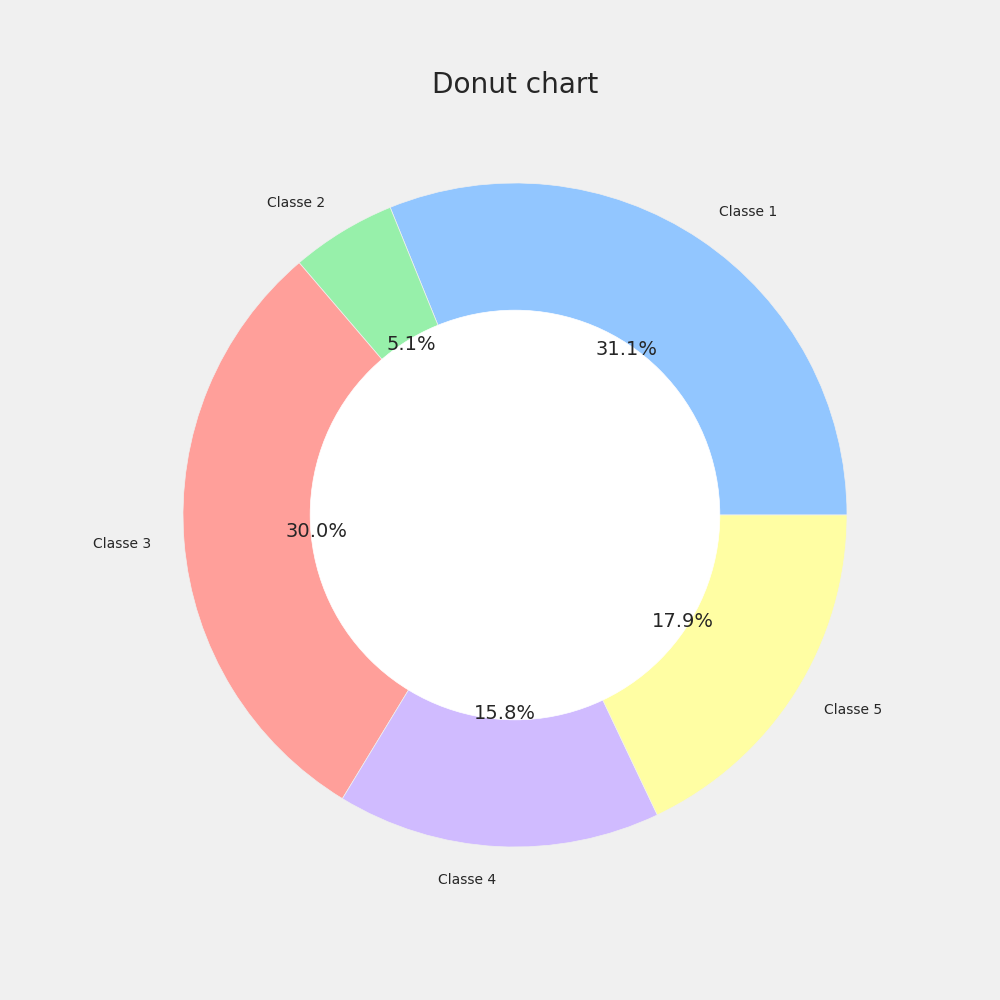 Donut chart
Classe 2
Classe 1
5.1%
31.1%
30.0%
Classe 3
17.9%
Classe 5
15.8%
Classe 4